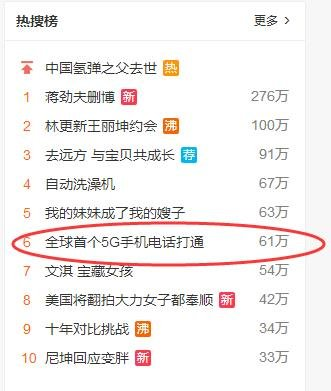 热搜榜 更多 >
中国氢弹之父去世 热
1 蒋劲夫删博 新 276万
2 林更新王丽坤约会 沸 100万
3 去远方 与宝贝共成长 荐 91万
4 自动洗澡机 67万
5 我的妹妹成了我的嫂子 63万
6 全球首个5G手机电话打通 61万
7 文淇 宝藏女孩 54万
8 美国将翻拍大力女子都奉顺 新 42万
9 十年对比挑战 沸 34万
10 尼坤回应变胖 新 33万